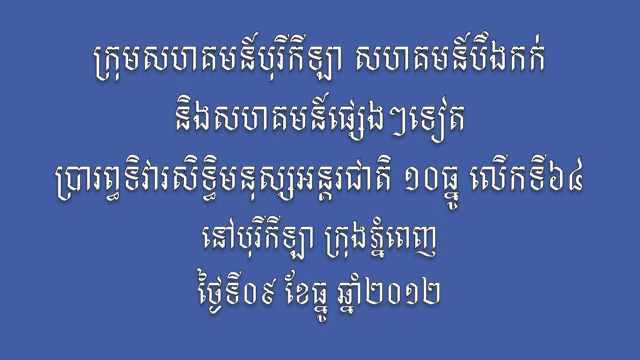 ក្រុមសហគមន៍បុរីកីឡា សហគមន៍បឹងកក់
និងសហគមន៍ផ្សេងៗទៀត
ប្រារព្ធទិវារសិទ្ធិមនុស្សអន្តរជាតិ ១០ធ្នូ លើកទី៦៤
នៅបុរីកីឡា ក្រុងភ្នំពេញ
ថ្ងៃទី០៩ ខែធ្នូ ឆ្នាំ២០១២